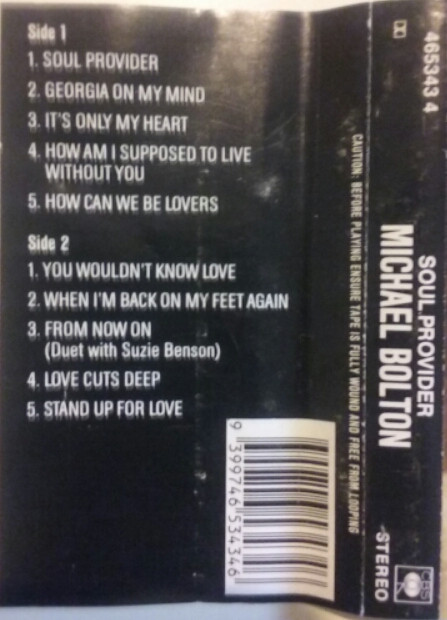 Side 1
1. SOUL PROVIDER
2. GEORGIA ON MY MIND
3. IT'S ONLY MY HEART
4. HOW AM I SUPPOSED TO LIVE
WITHOUT YOU
5. HOW CAN WE BE LOVERS
Side 2
1. YOU WOULDN'T KNOW LOVE
2. WHEN I'M BACK ON MY FEET AGAIN
3. FROM NOW ON
(Duet with Suzie Benson)
4. LOVE CUTS DEEP
5. STAND UP FOR LOVE
9 399746 534346
CAUTION: BEFORE PLAYING ENSURE TAPE IS FULLY WOUND AND FREE FROM LOOPING
465343 4
SOUL PROVIDER
MICHAEL BOLTON
STEREO
CBS